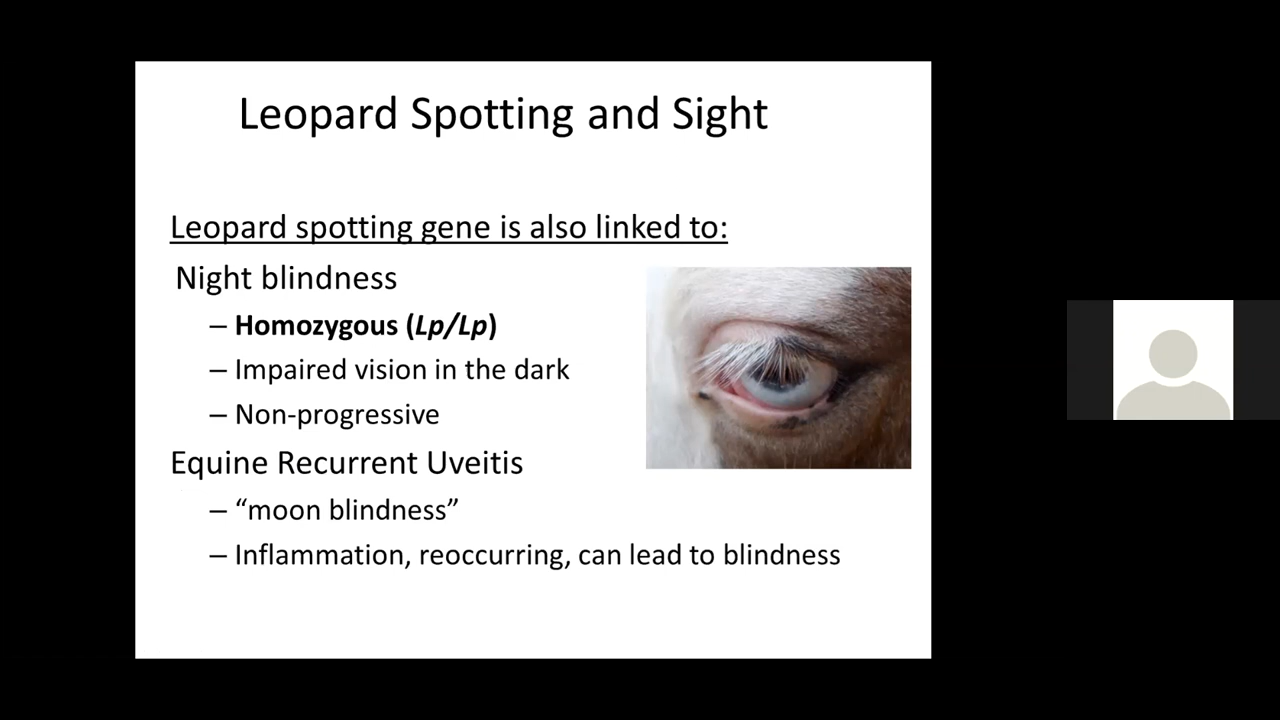 Leopard Spotting and Sight
Leopard spotting gene is also linked to:
Night blindness
– Homozygous (Lp/Lp)
– Impaired vision in the dark
– Non-progressive
Equine Recurrent Uveitis
– “moon blindness”
– Inflammation, reoccurring, can lead to blindness